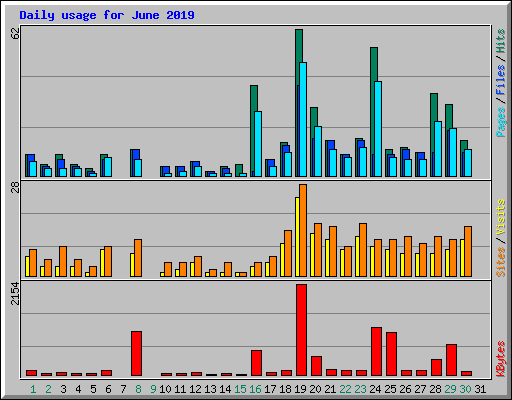 Daily usage for June 2019
62
Pages / Files / Hits
28
Sites / Visits
2154
KBytes
1 2 3 4 5 6 7 8 9 10 11 12 13 14 15 16 17 18 19 20 21 22 23 24 25 26 27 28 29 30 31